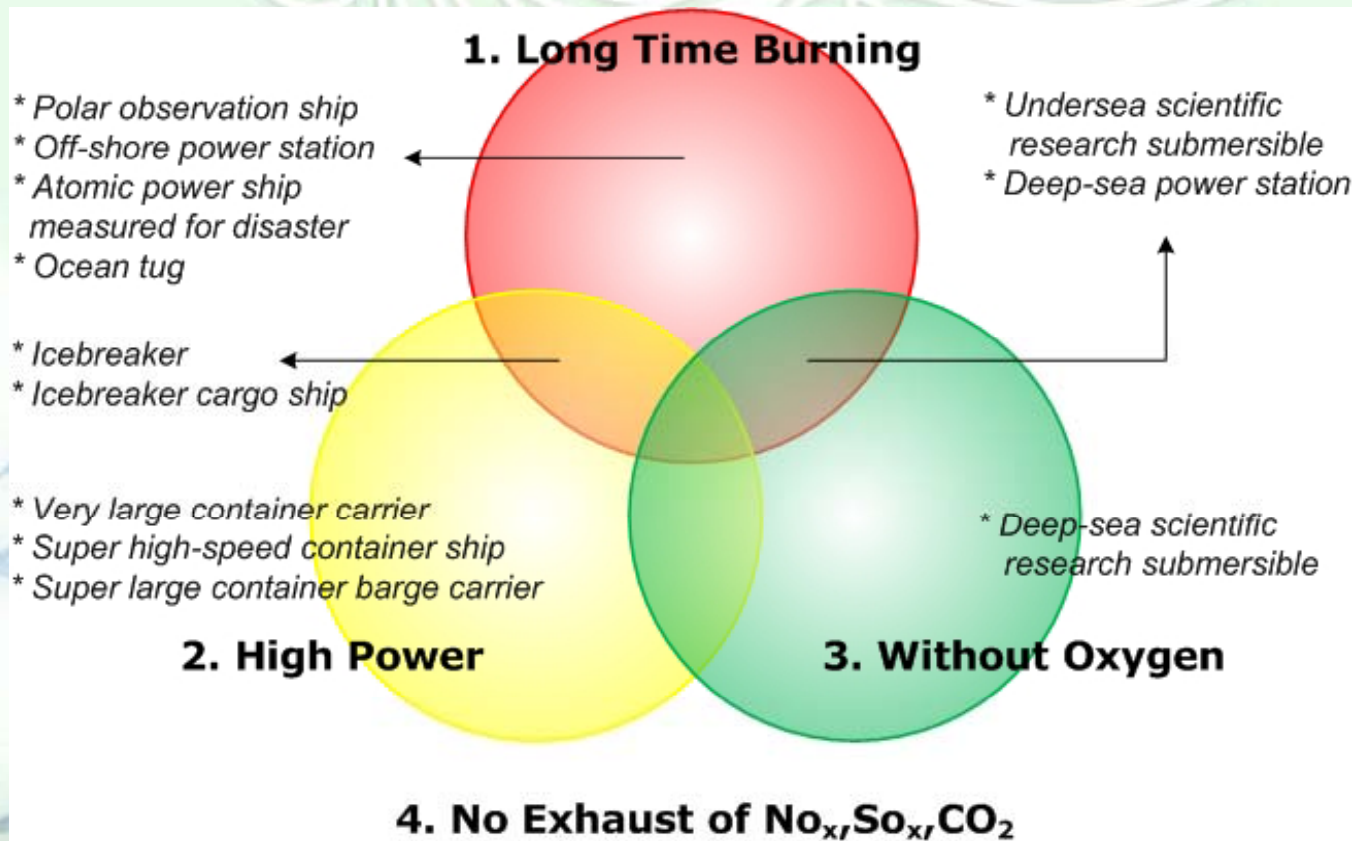 1. Long Time Burning
* Polar observation ship
* Off-shore power station
* Atomic power ship
measured for disaster
* Ocean tug
* Undersea scientific
research submersible
* Deep-sea power station
* Icebreaker
* Icebreaker cargo ship
* Very large container carrier
* Super high-speed container ship
* Super large container barge carrier
* Deep-sea scientific
research submersible
2. High Power
3. Without Oxygen
4. No Exhaust of Noₓ,Soₓ,CO₂